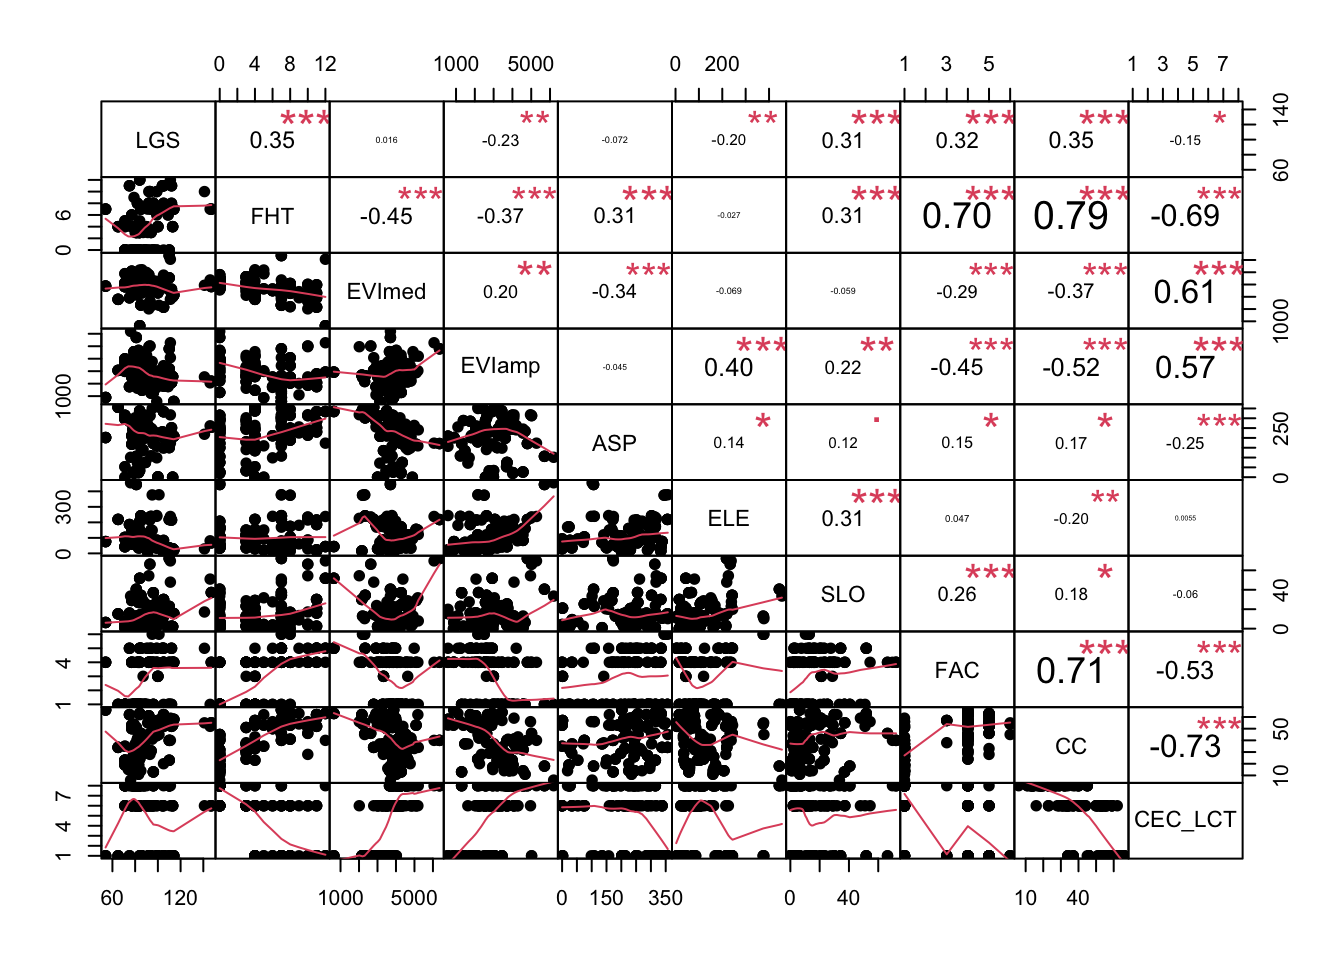 0 4 8 12 1000 5000 0 200 1 3 5 1 3 5 7
LGS 0.35 *** 0.016 -0.23 ** -0.072 -0.20 ** 0.31 *** 0.32 *** 0.35 *** -0.15 * 60 140
0 6 FHT -0.45 *** -0.37 *** 0.31 *** -0.027 0.31 *** 0.70 *** 0.79 *** -0.69 ***
EVImed 0.20 ** -0.34 *** -0.069 -0.059 -0.29 *** -0.37 *** 0.61 *** 1000
1000 EVIamp -0.045 0.40 *** 0.22 ** -0.45 *** -0.52 *** 0.57 ***
ASP 0.14 * 0.12 . 0.15 * 0.17 * -0.25 *** 0 250
0 300 ELE 0.31 *** 0.047 -0.20 ** 0.0055
SLO 0.26 *** 0.18 * -0.06 0 40
1 4 FAC 0.71 *** -0.53 ***
CC -0.73 *** 10 50
1 4 7 CEC_LCT
60 120 1000 5000 0 150 350 0 40 10 40